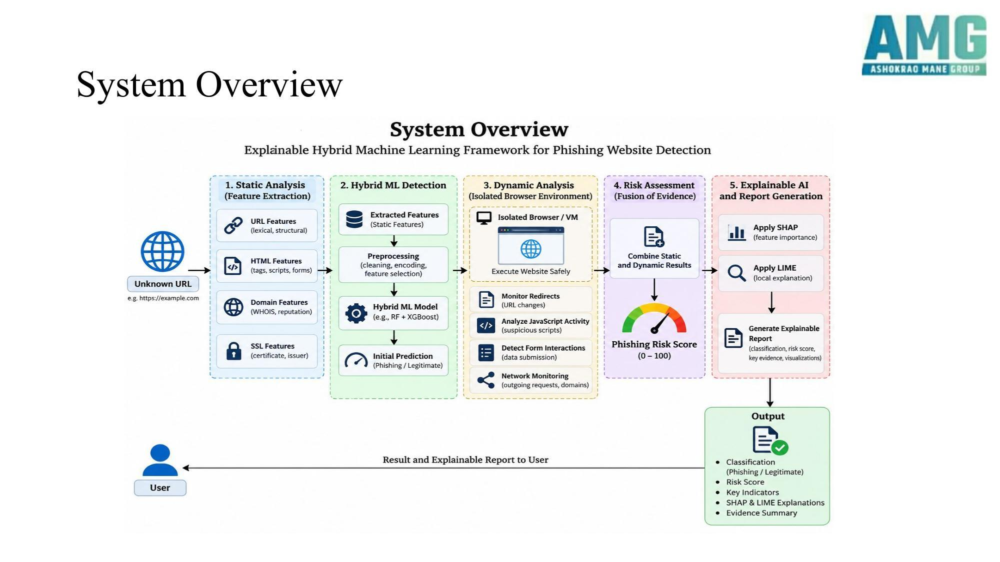 AMG
ASHOKRAO MANE GROUP
System Overview
System Overview
Explainable Hybrid Machine Learning Framework for Phishing Website Detection
Unknown URL
e.g. https://example.com
1. Static Analysis
(Feature Extraction)
URL Features
(lexical, structural)
HTML Features
(tags, scripts, forms)
Domain Features
(WHOIS, reputation)
SSL Features
(certificate, issuer)
2. Hybrid ML Detection
Extracted Features
(Static Features)
Preprocessing
(cleaning, encoding,
feature selection)
Hybrid ML Model
(e.g., RF + XGBoost)
Initial Prediction
(Phishing / Legitimate)
3. Dynamic Analysis
(Isolated Browser Environment)
Isolated Browser / VM
Execute Website Safely
Monitor Redirects
(URL changes)
Analyze JavaScript Activity
(suspicious scripts)
Detect Form Interactions
(data submission)
Network Monitoring
(outgoing requests, domains)
4. Risk Assessment
(Fusion of Evidence)
Combine Static
and Dynamic Results
Phishing Risk Score
(0 – 100)
5. Explainable AI
and Report Generation
Apply SHAP
(feature importance)
Apply LIME
(local explanation)
Generate Explainable
Report
(classification, risk score,
key evidence, visualizations)
Output
• Classification
(Phishing / Legitimate)
• Risk Score
• Key Indicators
• SHAP & LIME Explanations
• Evidence Summary
Result and Explainable Report to User
User